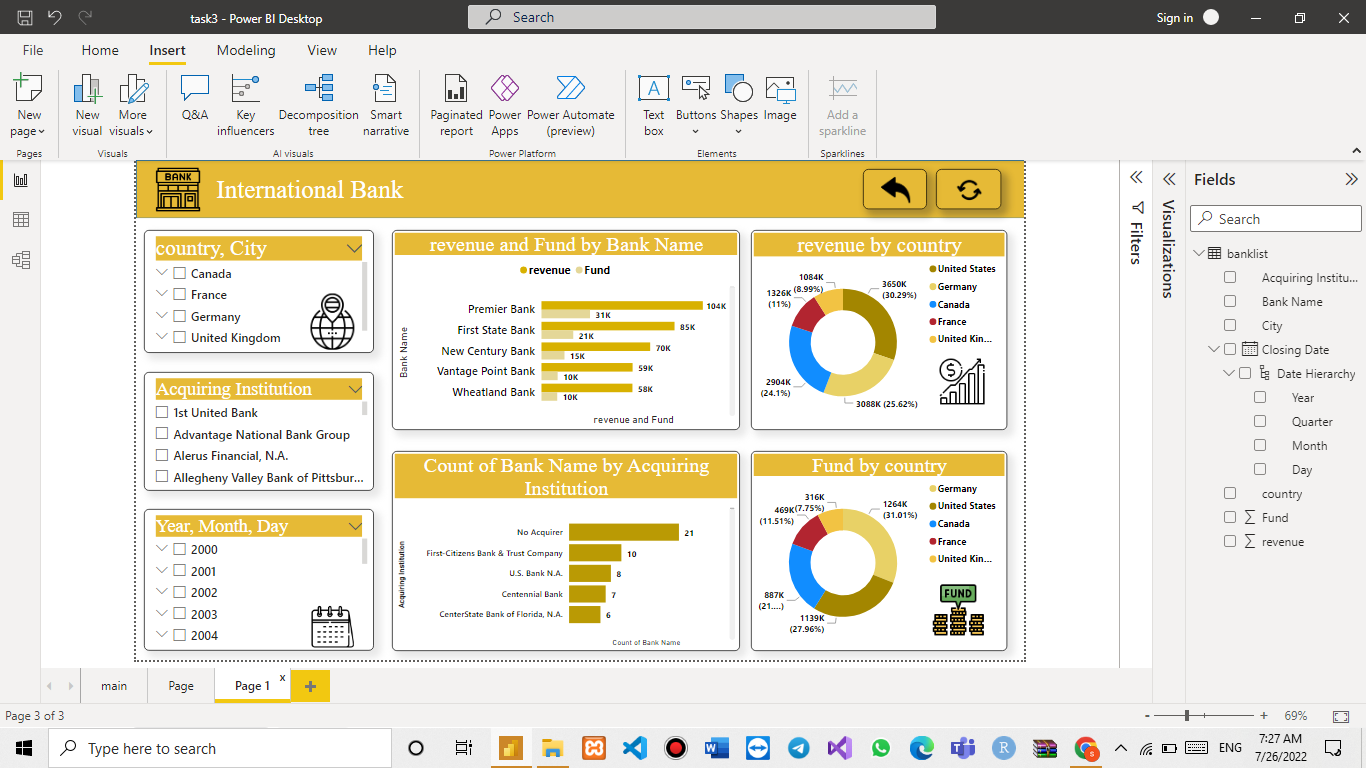 task3 - Power BI Desktop
Search
Sign in
File Home Insert Modeling View Help
New page
New visual
More visuals
Q&A
Key influencers
Decomposition tree
Smart narrative
Paginated report
Power Apps
Power Automate (preview)
Text box
Buttons
Shapes
Image
Add a sparkline
Pages Visuals AI visuals Power Platform Elements Sparklines
BANK
International Bank
country, City
Canada
France
Germany
United Kingdom
Acquiring Institution
1st United Bank
Advantage National Bank Group
Alerus Financial, N.A.
Allegheny Valley Bank of Pittsbur...
Year, Month, Day
2000
2001
2002
2003
2004
revenue and Fund by Bank Name
revenue Fund
Bank Name
Premier Bank 104K 31K
First State Bank 85K 21K
New Century Bank 70K 15K
Vantage Point Bank 59K 10K
Wheatland Bank 58K 10K
revenue and Fund
revenue by country
1084K (8.99%)
1326K (11%)
3650K (30.29%)
2904K (24.1%)
3088K (25.62%)
United States
Germany
Canada
France
United Kin...
Count of Bank Name by Acquiring
Institution
Acquiring Institution
No Acquirer 21
First-Citizens Bank & Trust Company 10
U.S. Bank N.A. 8
Centennial Bank 7
CenterState Bank of Florida, N.A. 6
Count of Bank Name
Fund by country
316K (7.75%)
469K (11.51%)
1264K (31.01%)
887K (21....)
1139K (27.96%)
Germany
United States
Canada
France
United Kin...
FUND
Filters
Visualizations
Fields
Search
banklist
Acquiring Institu...
Bank Name
City
Closing Date
Date Hierarchy
Year
Quarter
Month
Day
country
Fund
revenue
main Page Page 1 x
Page 3 of 3
- + 69%
Type here to search
ENG
7:27 AM
7/26/2022